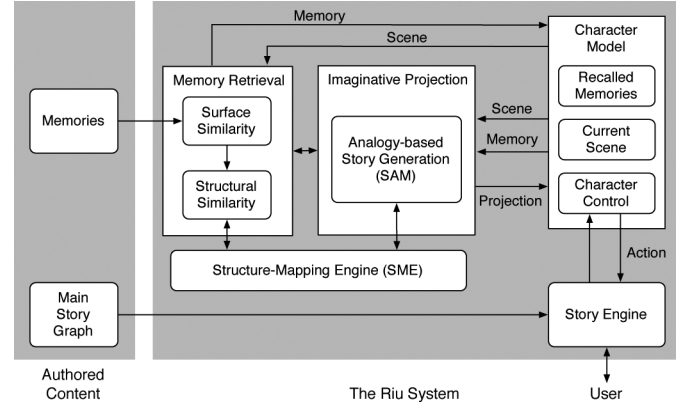 Memory
Scene
Memory Retrieval
Imaginative Projection
Character
Model
Memories
Surface
Similarity
Structural
Similarity
Analogy-based
Story Generation
(SAM)
Scene
Memory
Projection
Recalled
Memories
Current
Scene
Character
Control
Action
Structure-Mapping Engine (SME)
Main
Story
Graph
Story Engine
Authored
Content
The Riu System
User